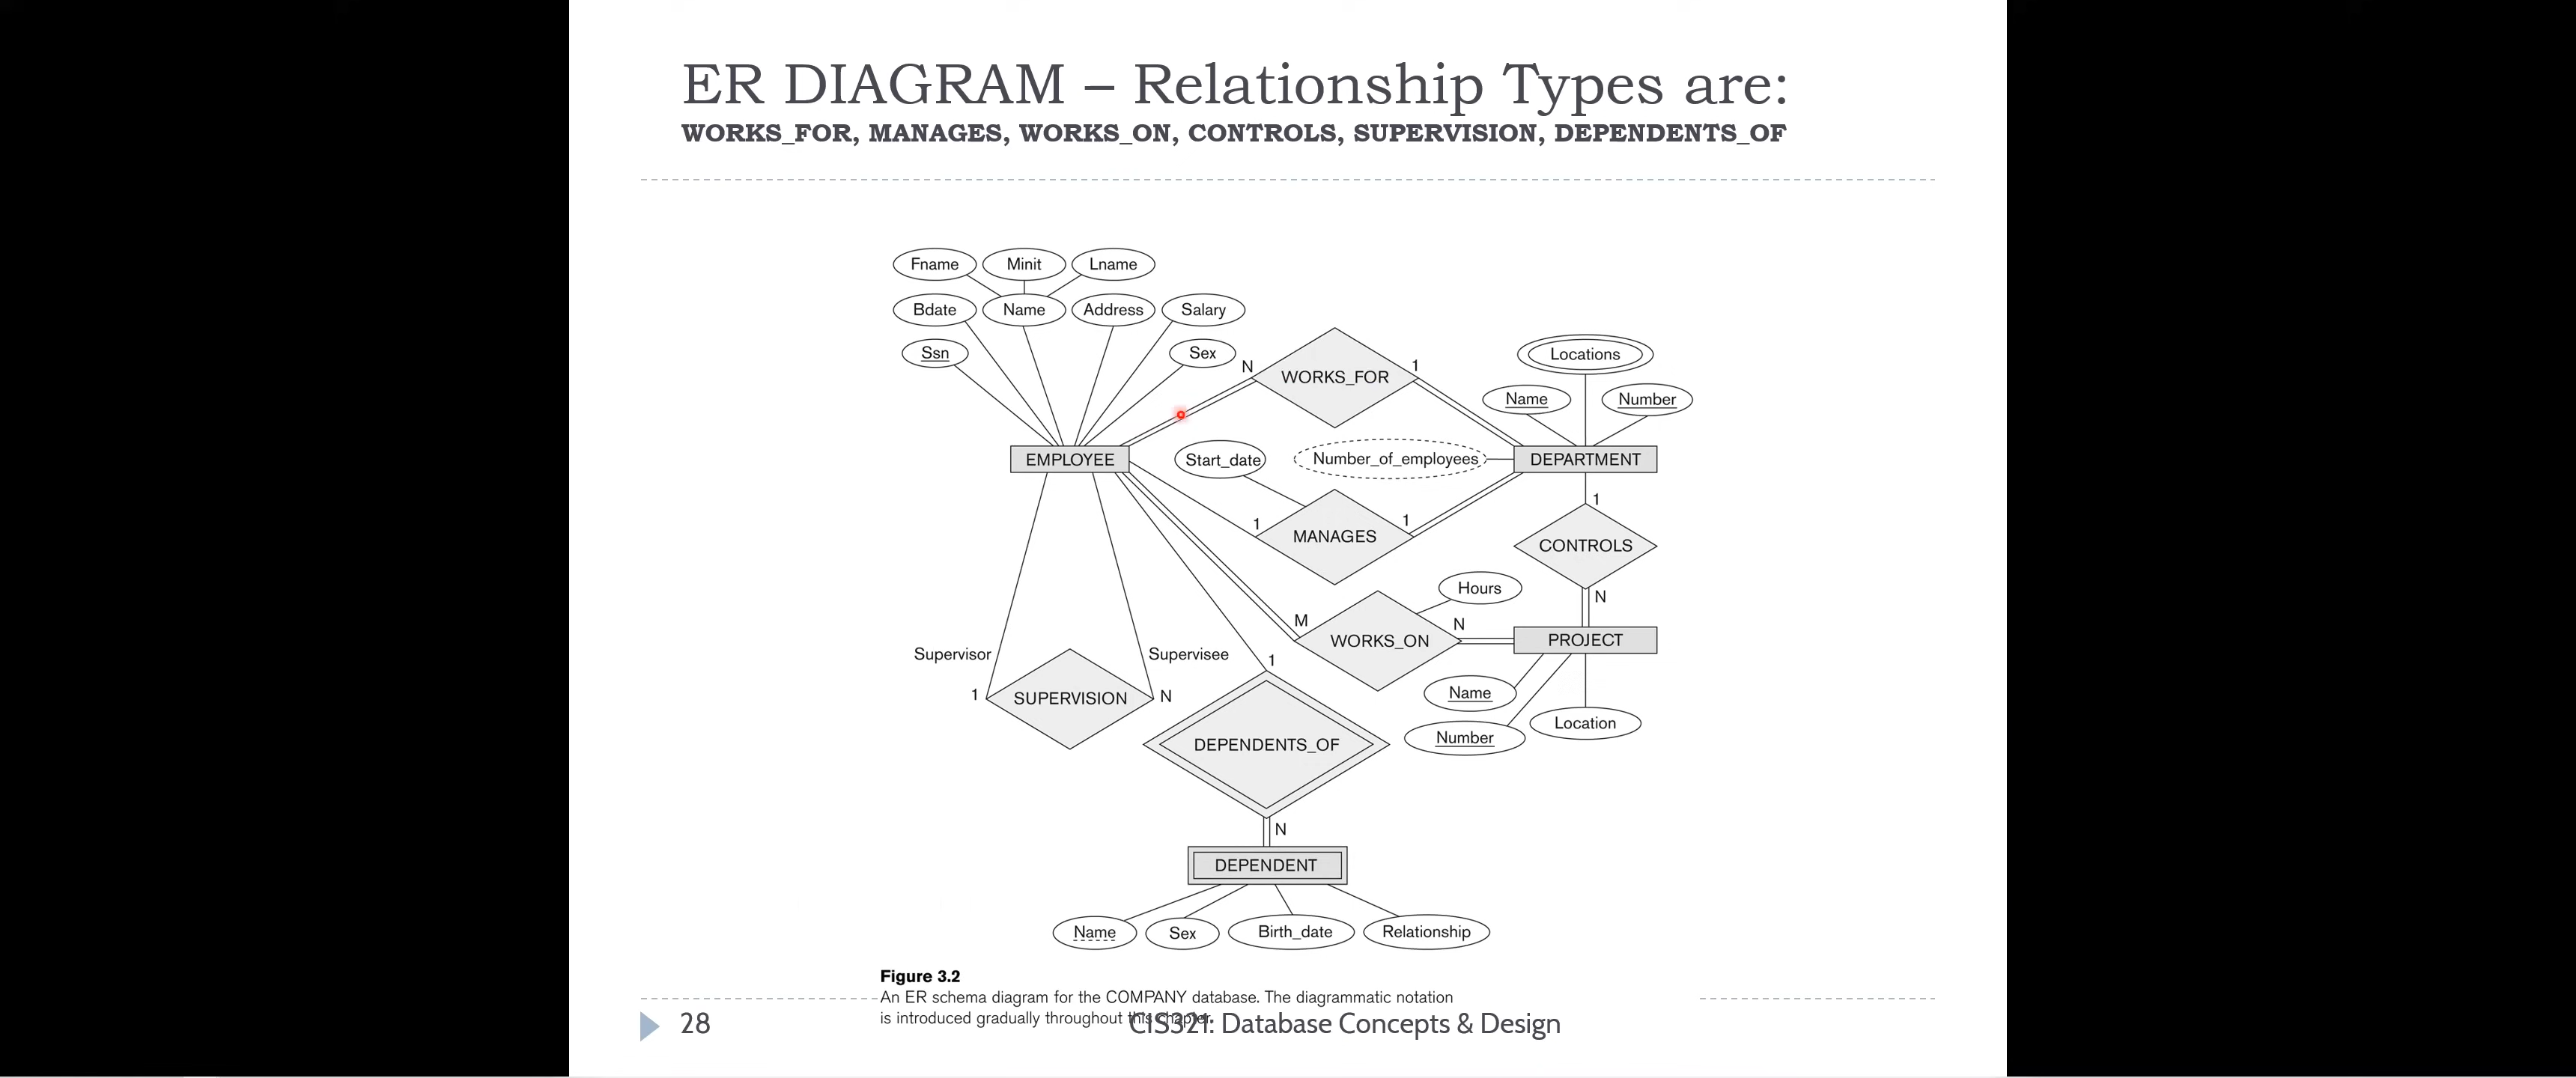 ER DIAGRAM – Relationship Types are:
WORKS_FOR, MANAGES, WORKS_ON, CONTROLS, SUPERVISION, DEPENDENTS_OF
Fname Minit Lname
Bdate Name Address Salary
Ssn Sex
N WORKS_FOR 1
Locations
Name Number
EMPLOYEE Start_date Number_of_employees DEPARTMENT
1 MANAGES 1
1
CONTROLS
N
Hours
M WORKS_ON N PROJECT
Supervisor Supervisee
1 SUPERVISION N
1
Name
Number Location
DEPENDENTS_OF
N
DEPENDENT
Name Sex Birth_date Relationship
Figure 3.2
An ER schema diagram for the COMPANY database. The diagrammatic notation
is introduced gradually throughout this chapter.
28 CIS321: Database Concepts & Design